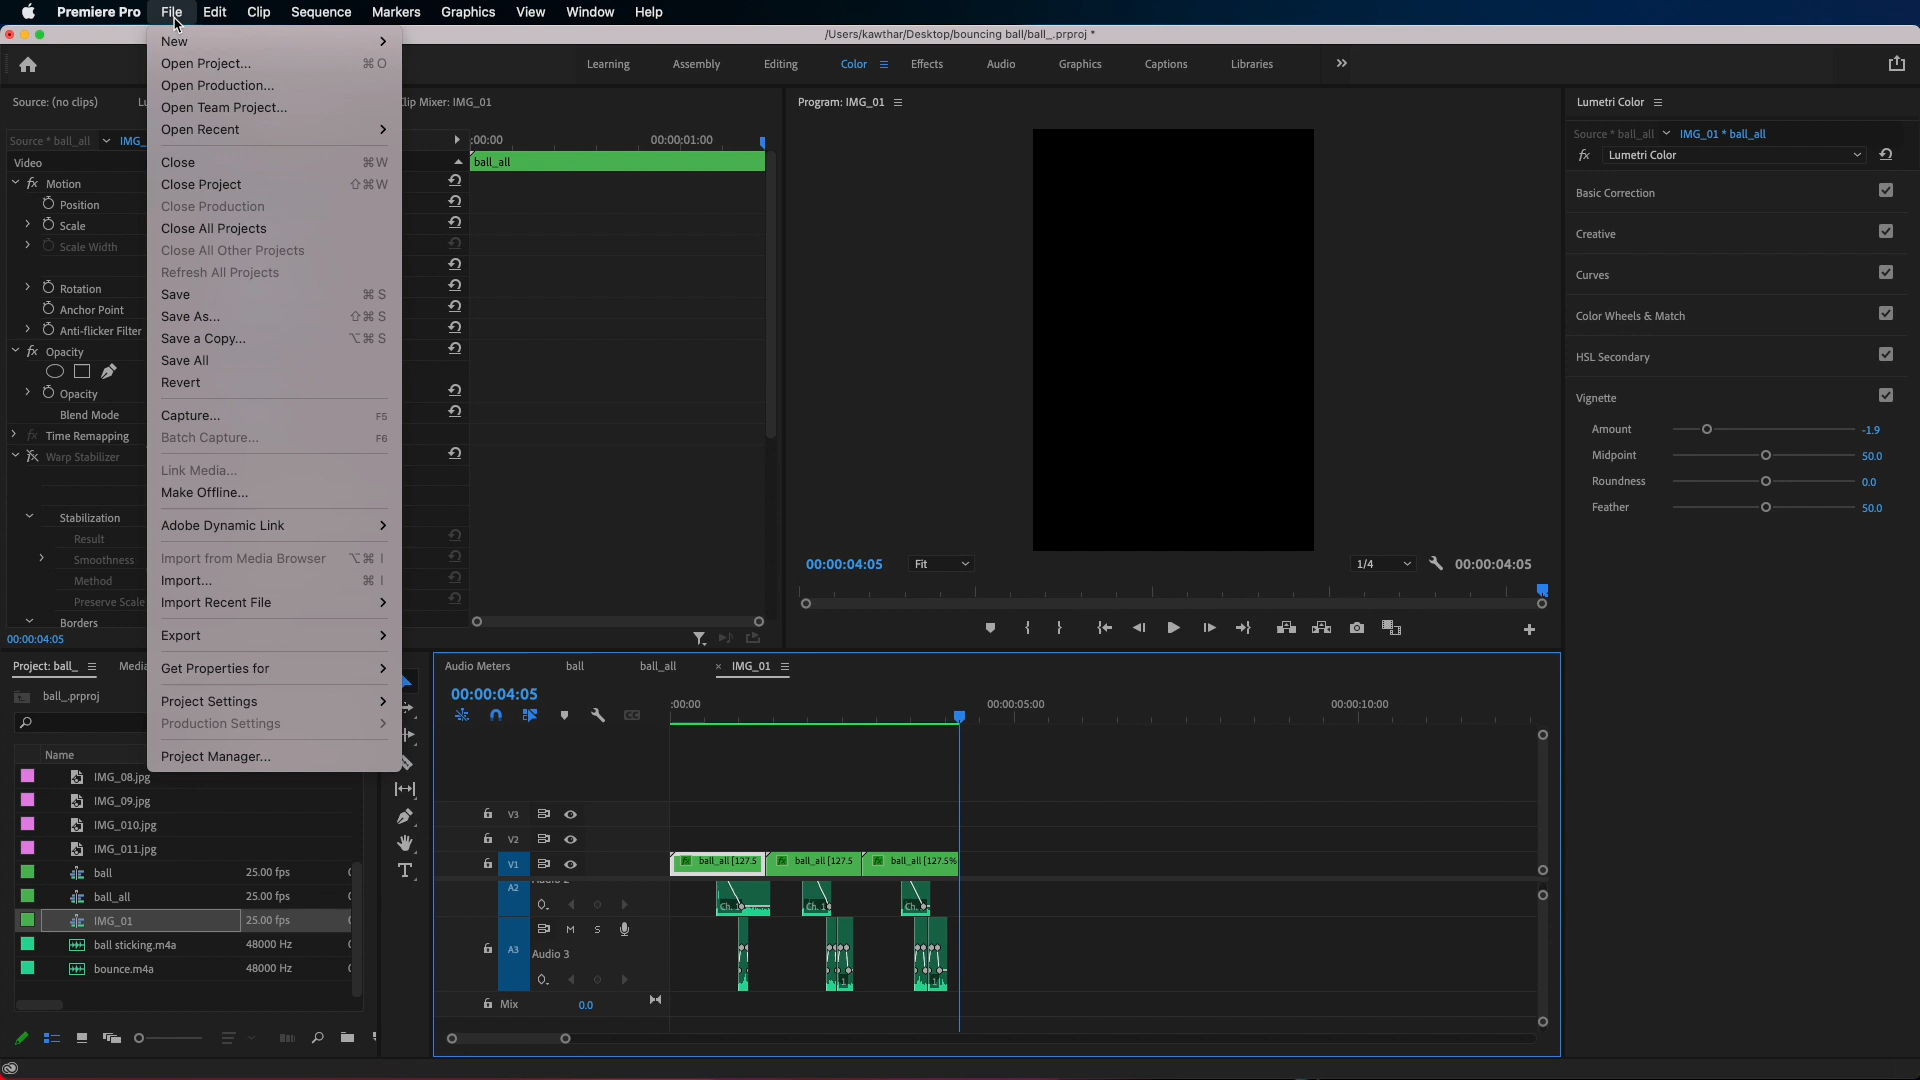 Premiere Pro File Edit Clip Sequence Markers Graphics View Window Help
/Users/kawthar/Desktop/bouncing ball/ball_.prproj *
Learning Assembly Editing Color Effects Audio Graphics Captions Libraries
New
Open Project... ⌘ O
Open Production...
Open Team Project...
Open Recent
Close ⌘W
Close Project ⇧⌘W
Close Production
Close All Projects
Close All Other Projects
Refresh All Projects
Save ⌘ S
Save As... ⇧⌘ S
Save a Copy... ⌥⌘ S
Save All
Revert
Capture... F5
Batch Capture... F6
Link Media...
Make Offline...
Adobe Dynamic Link
Import from Media Browser ⌥⌘ I
Import... ⌘ I
Import Recent File
Export
Get Properties for
Project Settings
Production Settings
Project Manager...
Source: (no clips) Clip Mixer: IMG_01
Source * ball_all IMG_
:00:00 00:00:01:00
Video
ball_all
fx Motion
Position
Scale
Scale Width
Rotation
Anchor Point
Anti-flicker Filter
fx Opacity
Opacity
Blend Mode
fx Time Remapping
fx Warp Stabilizer
Stabilization
Result
Smoothness
Method
Preserve Scale
Borders
00:00:04:05
Program: IMG_01
00:00:04:05 Fit 1/4 00:00:04:05
Lumetri Color
Source * ball_all IMG_01 * ball_all
fx Lumetri Color
Basic Correction
Creative
Curves
Color Wheels & Match
HSL Secondary
Vignette
Amount -1.9
Midpoint 50.0
Roundness 0.0
Feather 50.0
Project: ball_ Media
ball_.prproj
Name
IMG_08.jpg
IMG_09.jpg
IMG_010.jpg
IMG_011.jpg
ball 25.00 fps
ball_all 25.00 fps
IMG_01 25.00 fps
ball sticking.m4a 48000 Hz
bounce.m4a 48000 Hz
Audio Meters ball ball_all × IMG_01
00:00:04:05
:00:00 00:00:05:00 00:00:10:00
V3
V2
V1 fx ball_all [127.5 fx ball_all [127.5 fx ball_all [127.5%
A2 Ch. 1 Ch. Ch.
M S
A3 Audio 3
Mix 0.0